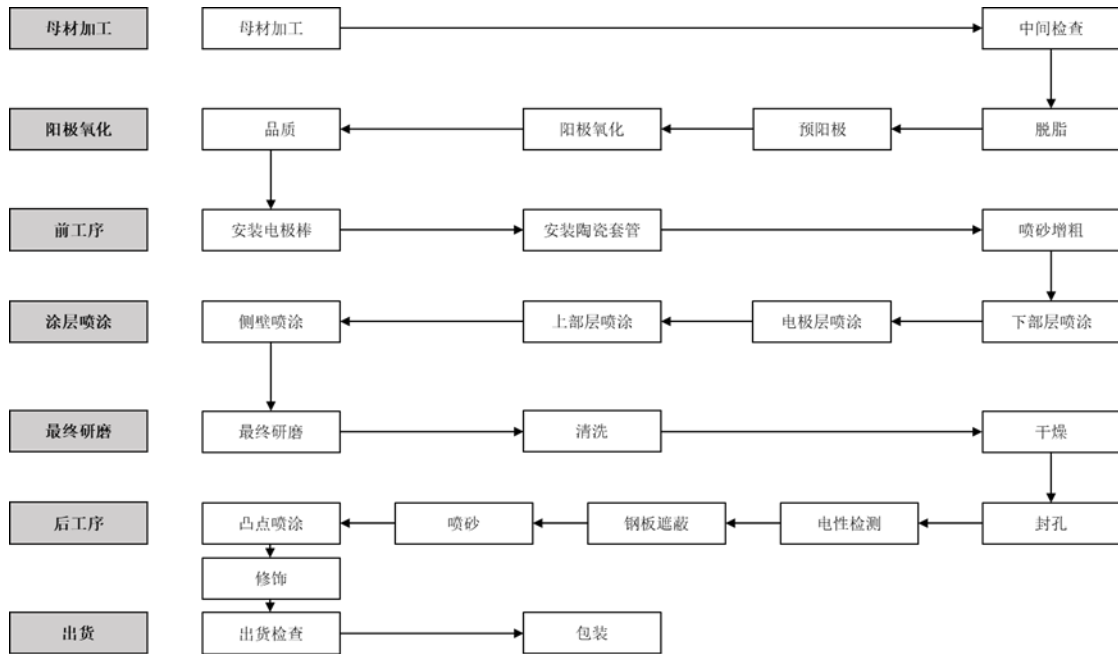 母材加工
母材加工
中间检查
阳极氧化
品质
阳极氧化
预阳极
脱脂
前工序
安装电极棒
安装陶瓷套管
喷砂增粗
涂层喷涂
侧壁喷涂
上部层喷涂
电极层喷涂
下部层喷涂
最终研磨
最终研磨
清洗
干燥
后工序
凸点喷涂
喷砂
钢板遮蔽
电性检测
封孔
修饰
出货
出货检查
包装